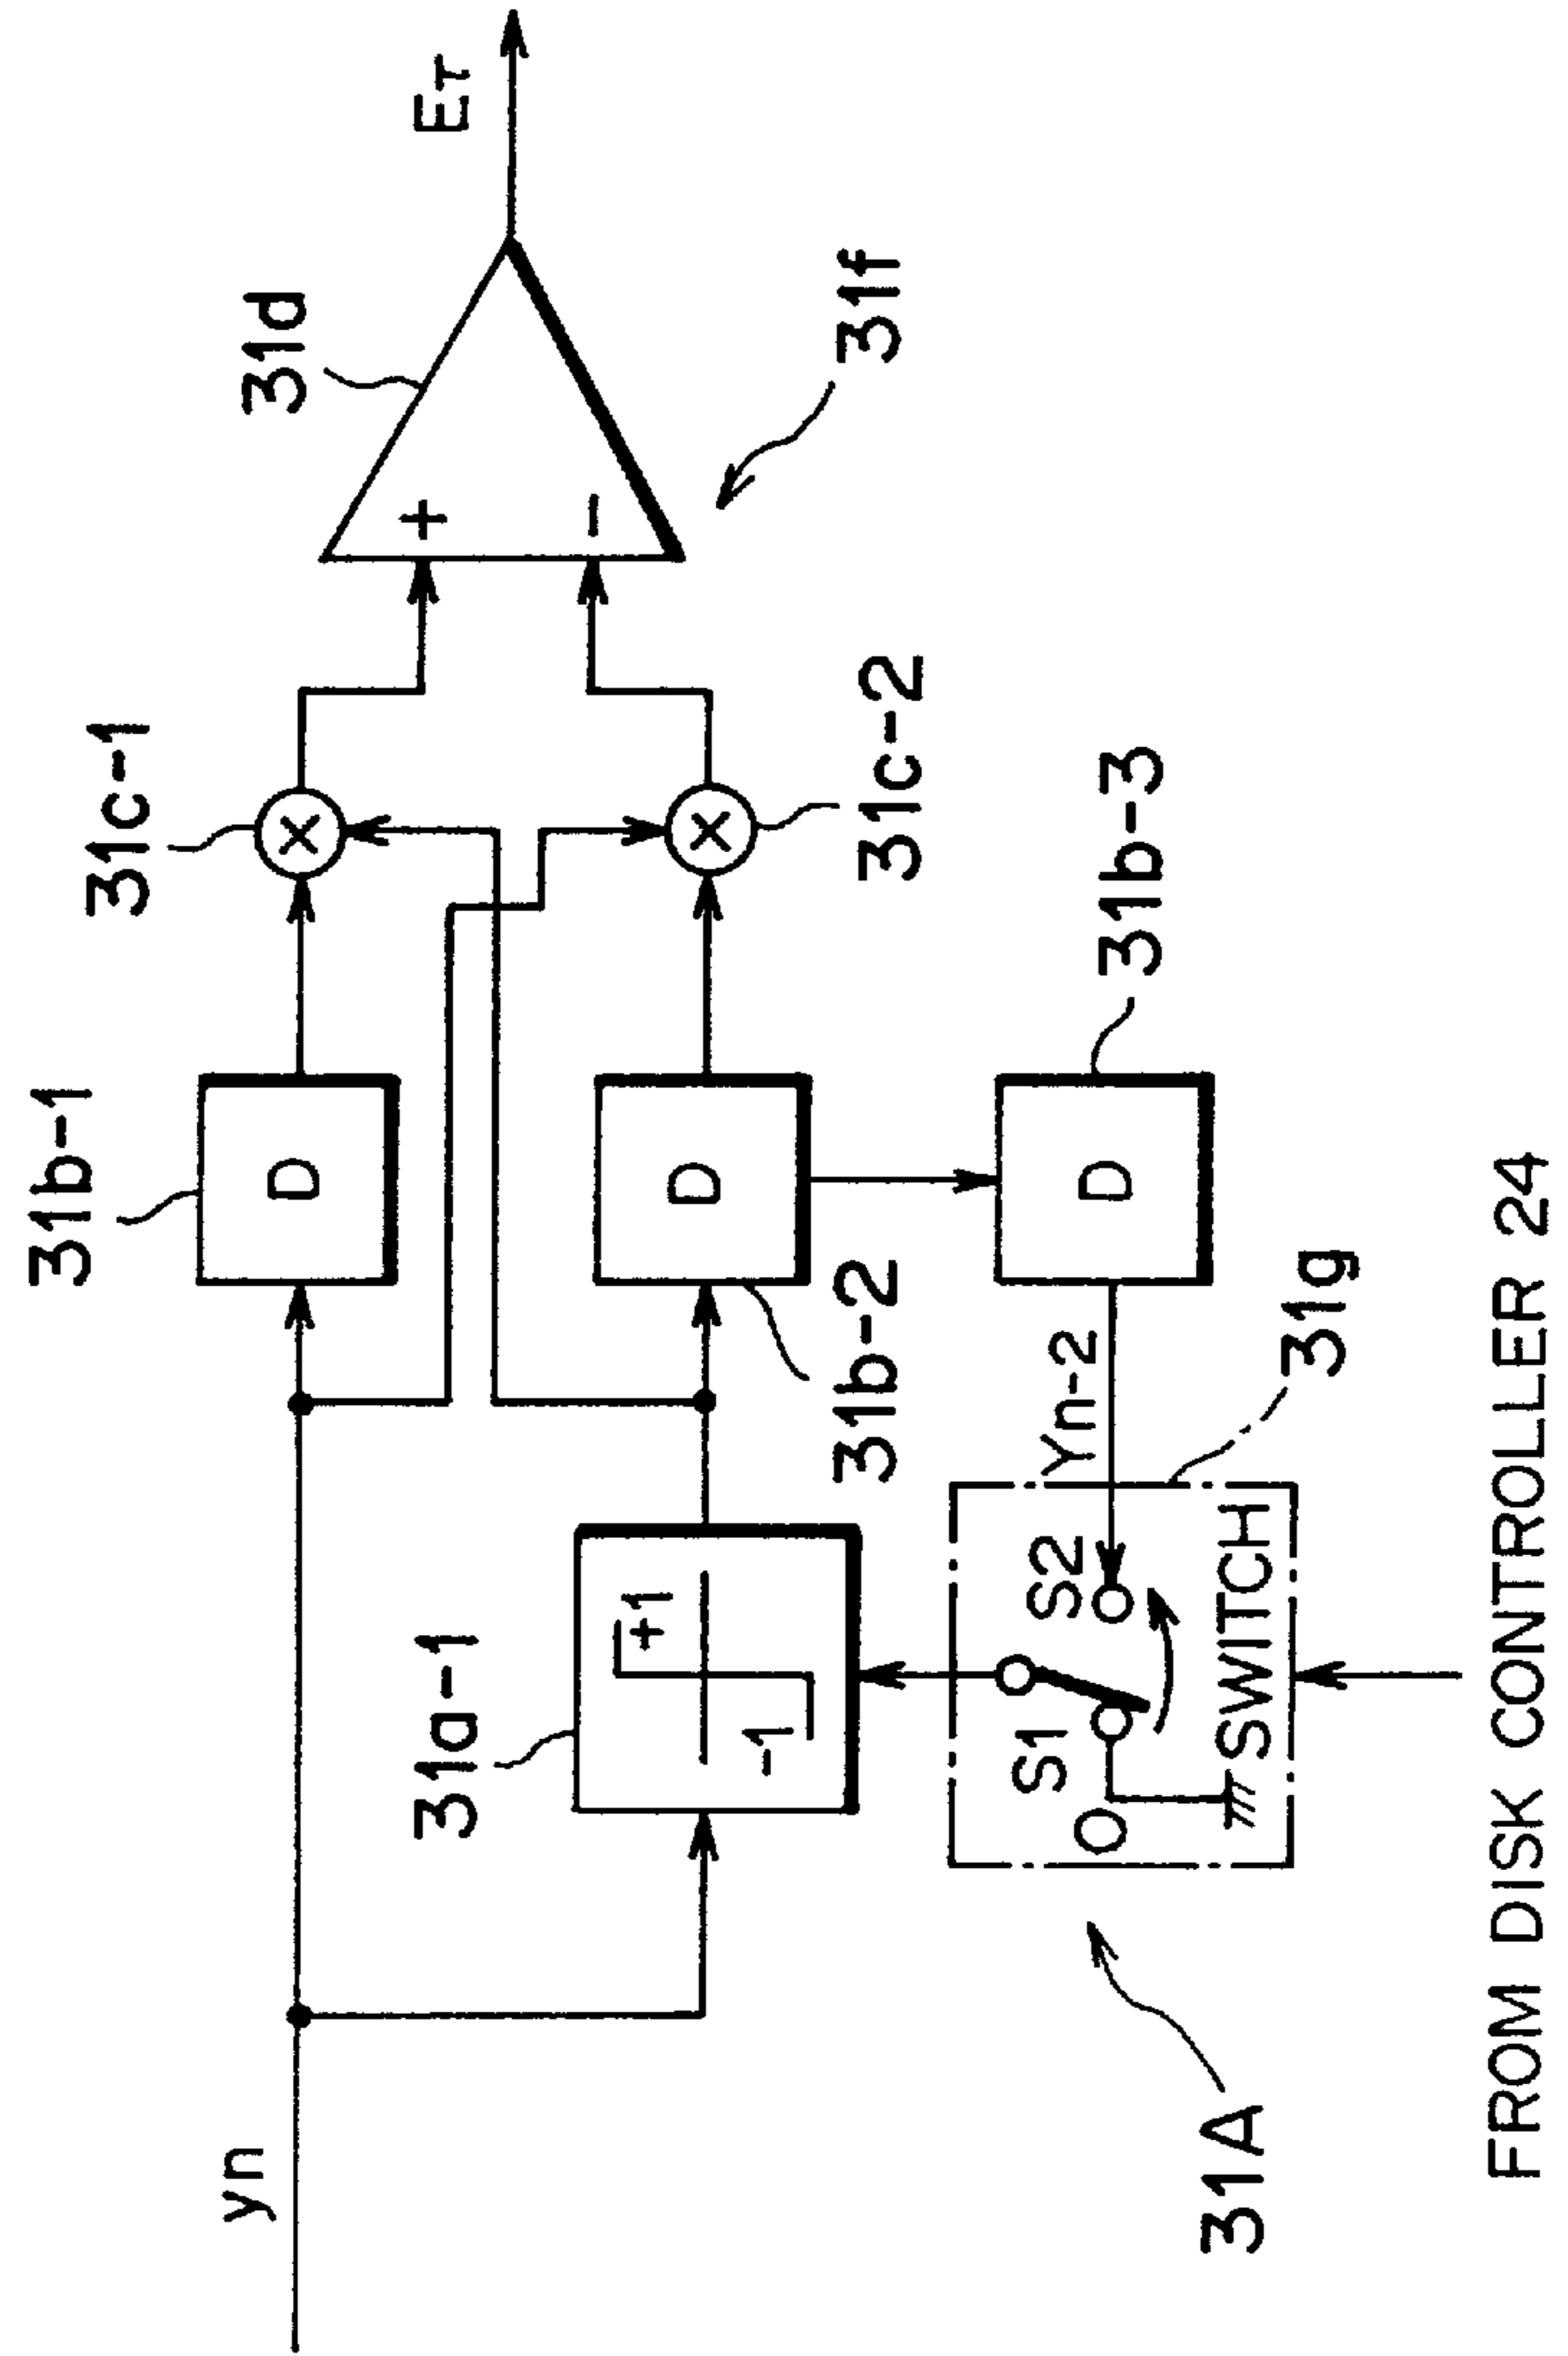 yn
31b-1
D
31c-1
×
31d
+
−
Eτ
31a-1
+1
-1
31b-2
D
31c-2
×
31f
31b-3
D
Yn-2
31g
S1
S2
O
SWITCH
31A
FROM DISK CONTROLLER 24